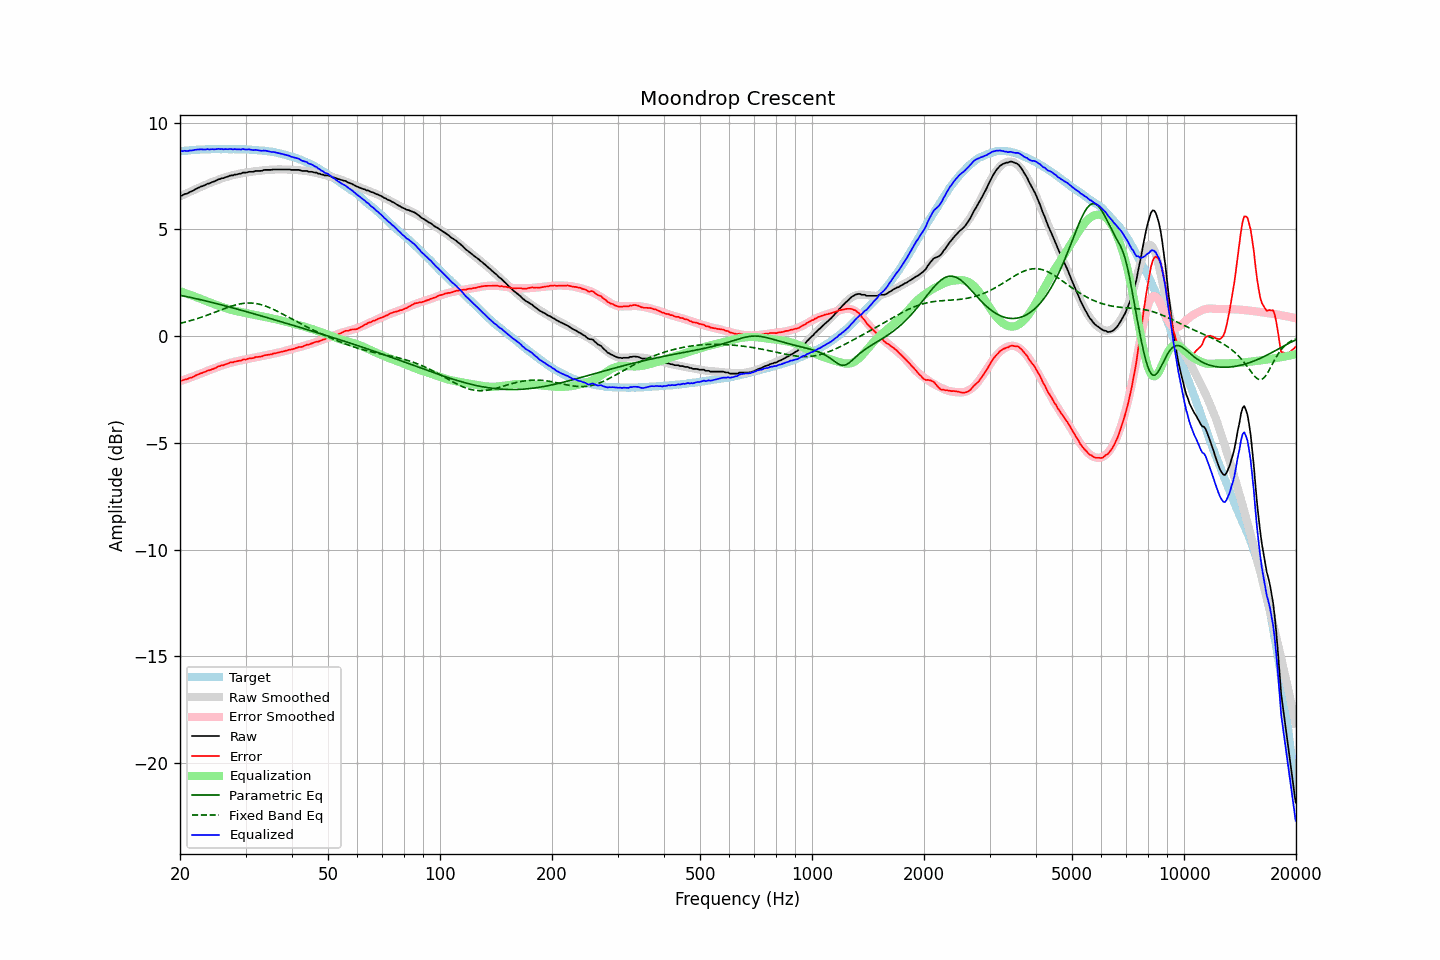 Moondrop Crescent
10
5
0
−5
−10
−15
−20
Amplitude (dBr)
Target
Raw Smoothed
Error Smoothed
Raw
Error
Equalization
Parametric Eq
Fixed Band Eq
Equalized
20 50 100 200 500 1000 2000 5000 10000 20000
Frequency (Hz)